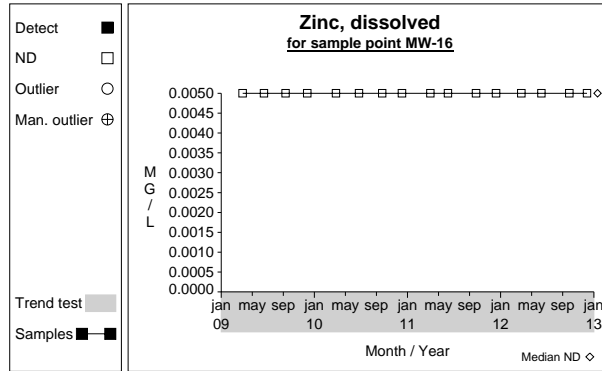 Detect
ND
Outlier
Man. outlier
Trend test
Samples
Zinc, dissolved
for sample point MW-16
M
G
/
L
0.0050
0.0045
0.0040
0.0035
0.0030
0.0025
0.0020
0.0015
0.0010
0.0005
0.0000
jan may sep jan may sep jan may sep jan may sep jan
09 10 11 12 13
Month / Year
Median ND